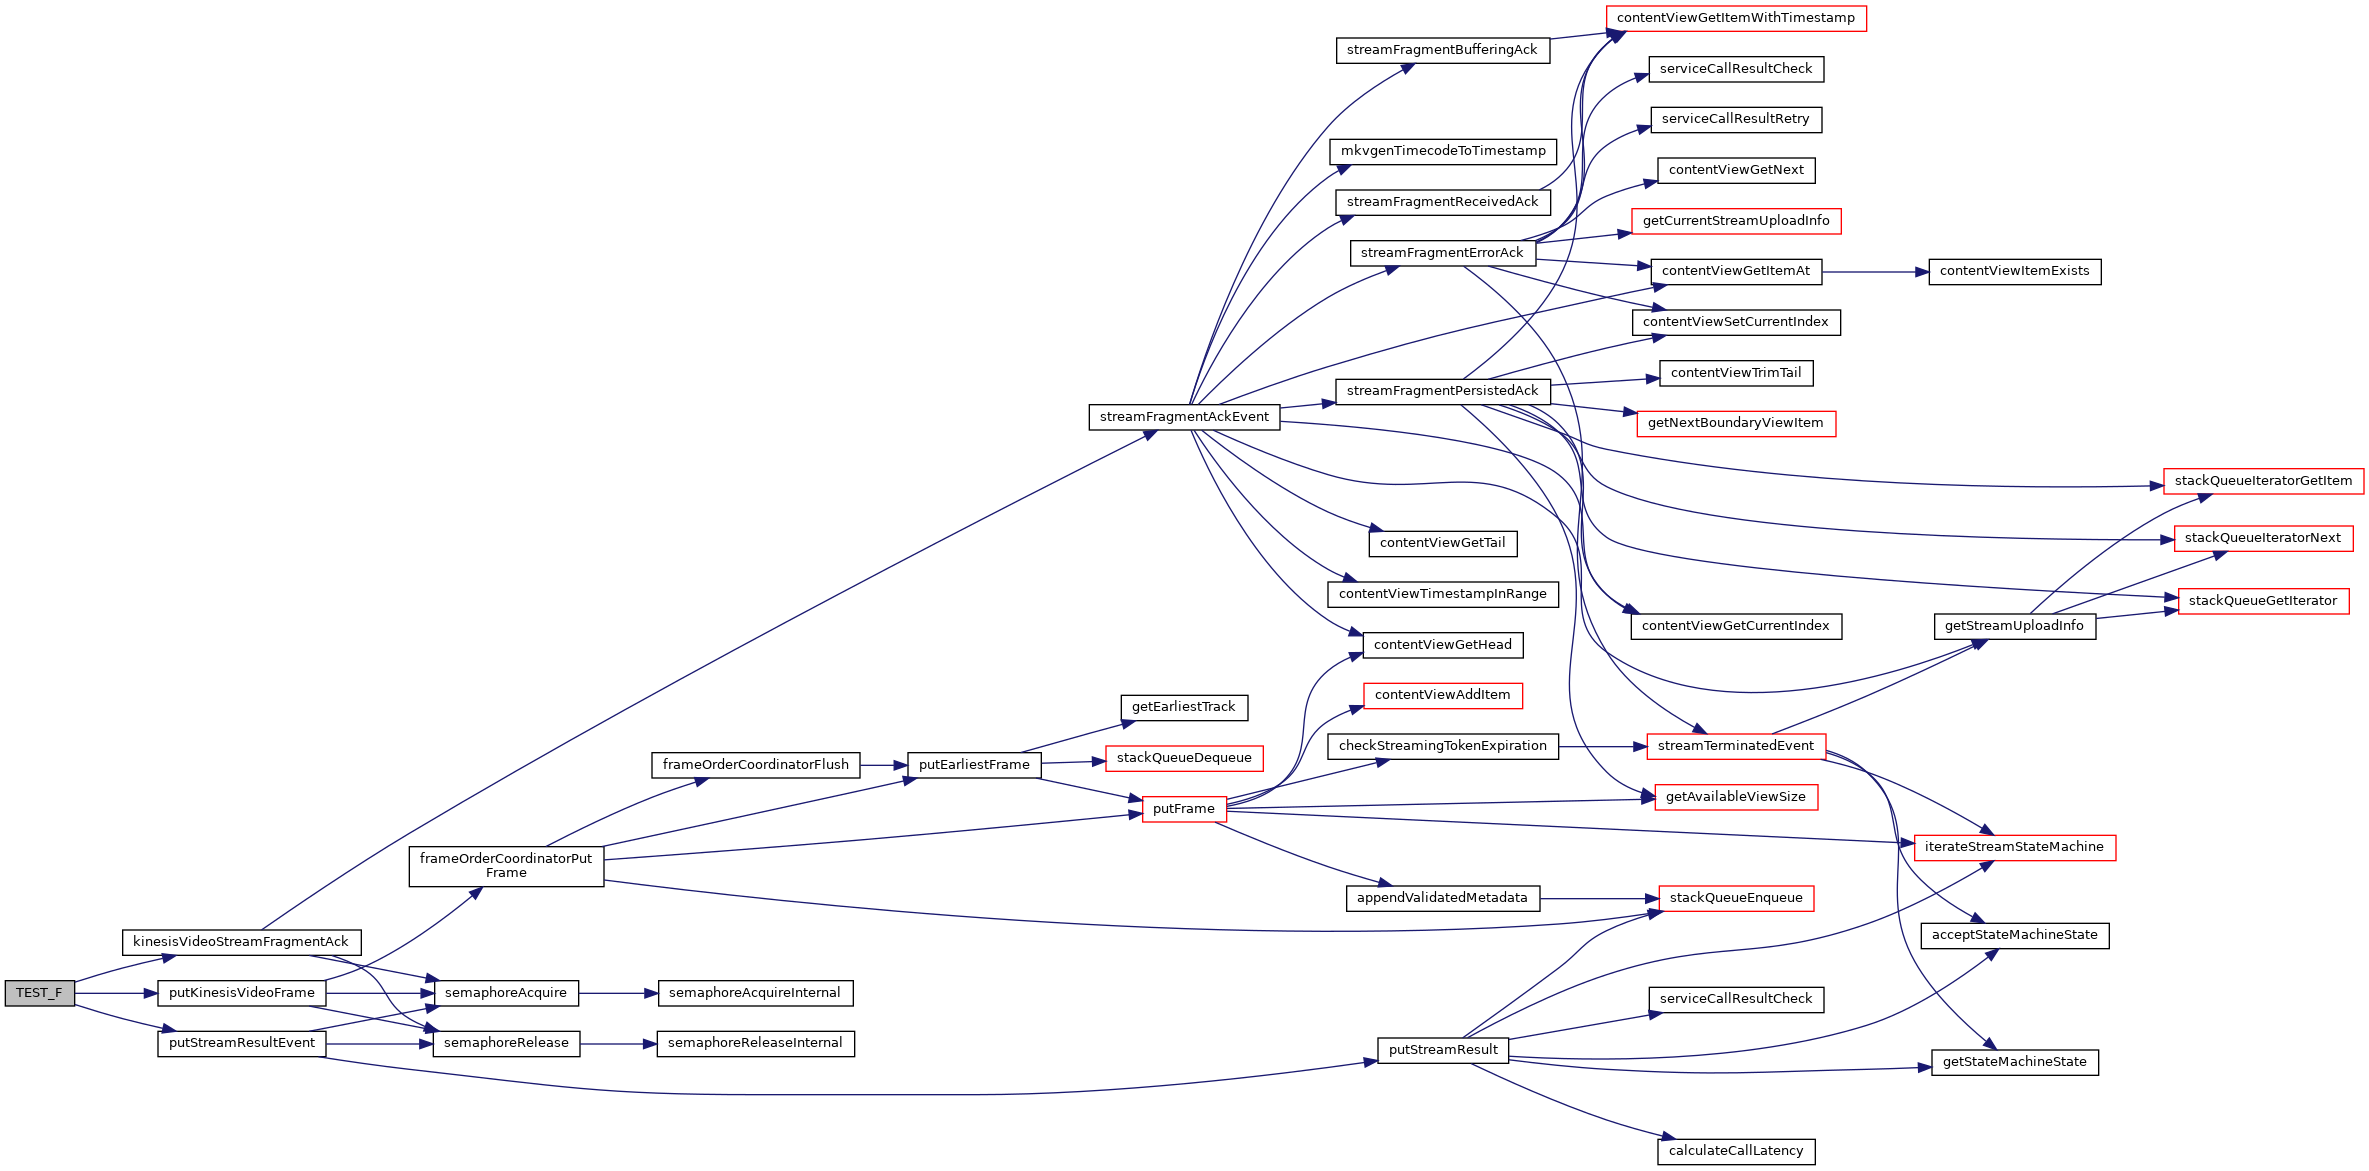 contentViewGetItemWithTimestamp
streamFragmentBufferingAck
serviceCallResultCheck
serviceCallResultRetry
mkvgenTimecodeToTimestamp
contentViewGetNext
streamFragmentReceivedAck
getCurrentStreamUploadInfo
streamFragmentErrorAck
contentViewGetItemAt
contentViewItemExists
contentViewSetCurrentIndex
contentViewTrimTail
streamFragmentPersistedAck
streamFragmentAckEvent
getNextBoundaryViewItem
stackQueueIteratorGetItem
stackQueueIteratorNext
contentViewGetTail
contentViewTimestampInRange
stackQueueGetIterator
contentViewGetCurrentIndex
getStreamUploadInfo
contentViewGetHead
contentViewAddItem
getEarliestTrack
checkStreamingTokenExpiration
streamTerminatedEvent
stackQueueDequeue
frameOrderCoordinatorFlush
putEarliestFrame
getAvailableViewSize
putFrame
iterateStreamStateMachine
frameOrderCoordinatorPut
Frame
appendValidatedMetadata
stackQueueEnqueue
acceptStateMachineState
kinesisVideoStreamFragmentAck
TEST_F
putKinesisVideoFrame
semaphoreAcquire
semaphoreAcquireInternal
serviceCallResultCheck
putStreamResultEvent
semaphoreRelease
semaphoreReleaseInternal
putStreamResult
getStateMachineState
calculateCallLatency